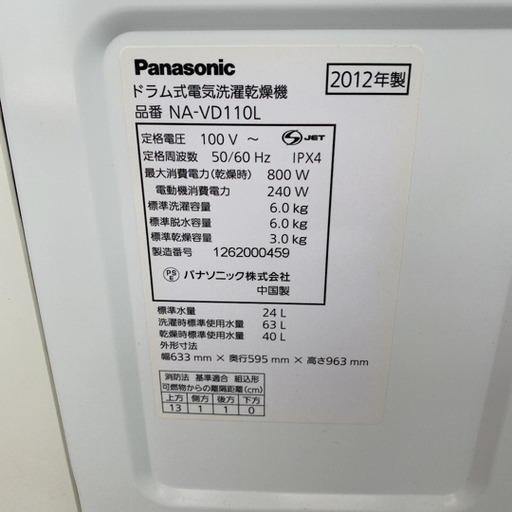 Panasonic
2012年製
ドラム式電気洗濯乾燥機
品番 NA-VD110L
定格電圧 100 V ～ S JET
定格周波数 50/60 Hz IPX4
最大消費電力(乾燥時) 800 W
電動機消費電力 240 W
標準洗濯容量 6.0 kg
標準脱水容量 6.0 kg
標準乾燥容量 3.0 kg
製造番号 1262000459
PS E パナソニック株式会社
中国製
標準水量 24 L
洗濯時標準使用水量 63 L
乾燥時標準使用水量 40 L
外形寸法
幅633 mm × 奥行595 mm × 高さ963 mm
消防法 基準適合 組込形
可燃物からの離隔距離(cm)
上方 側方 後方 下方
13 1 1 0